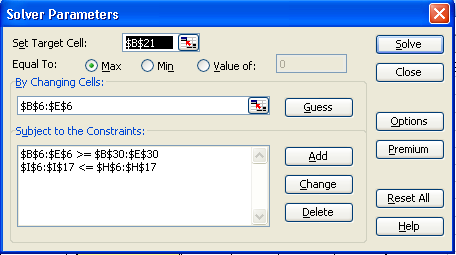 Solver Parameters
Set Target Cell: $B$21 Solve
Equal To: Max Min Value of: 0 Close
By Changing Cells:
$B$6:$E$6 Guess
Subject to the Constraints: Options
$B$6:$E$6 >= $B$30:$E$30 Add Premium
$I$6:$I$17 <= $H$6:$H$17
Change
Delete Reset All
Help